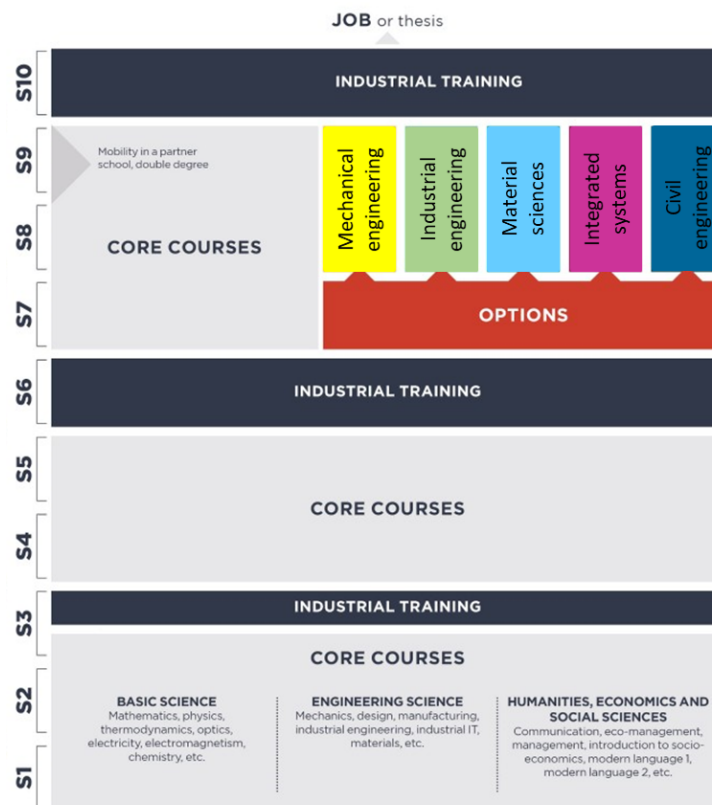 JOB or thesis
S10
INDUSTRIAL TRAINING
S9
Mobility in a partner
school, double degree
Mechanical
engineering
Industrial
engineering
Material
sciences
Integrated
systems
Civil
engineering
S8
CORE COURSES
S7
OPTIONS
S6
INDUSTRIAL TRAINING
S5
CORE COURSES
S4
S3
INDUSTRIAL TRAINING
CORE COURSES
S2
BASIC SCIENCE
Mathematics, physics,
thermodynamics, optics,
electricity, electromagnetism,
chemistry, etc.
ENGINEERING SCIENCE
Mechanics, design, manufacturing,
industrial engineering, industrial IT,
materials, etc.
HUMANITIES, ECONOMICS AND
SOCIAL SCIENCES
Communication, eco-management,
management, introduction to socio-
economics, modern language 1,
modern language 2, etc.
S1